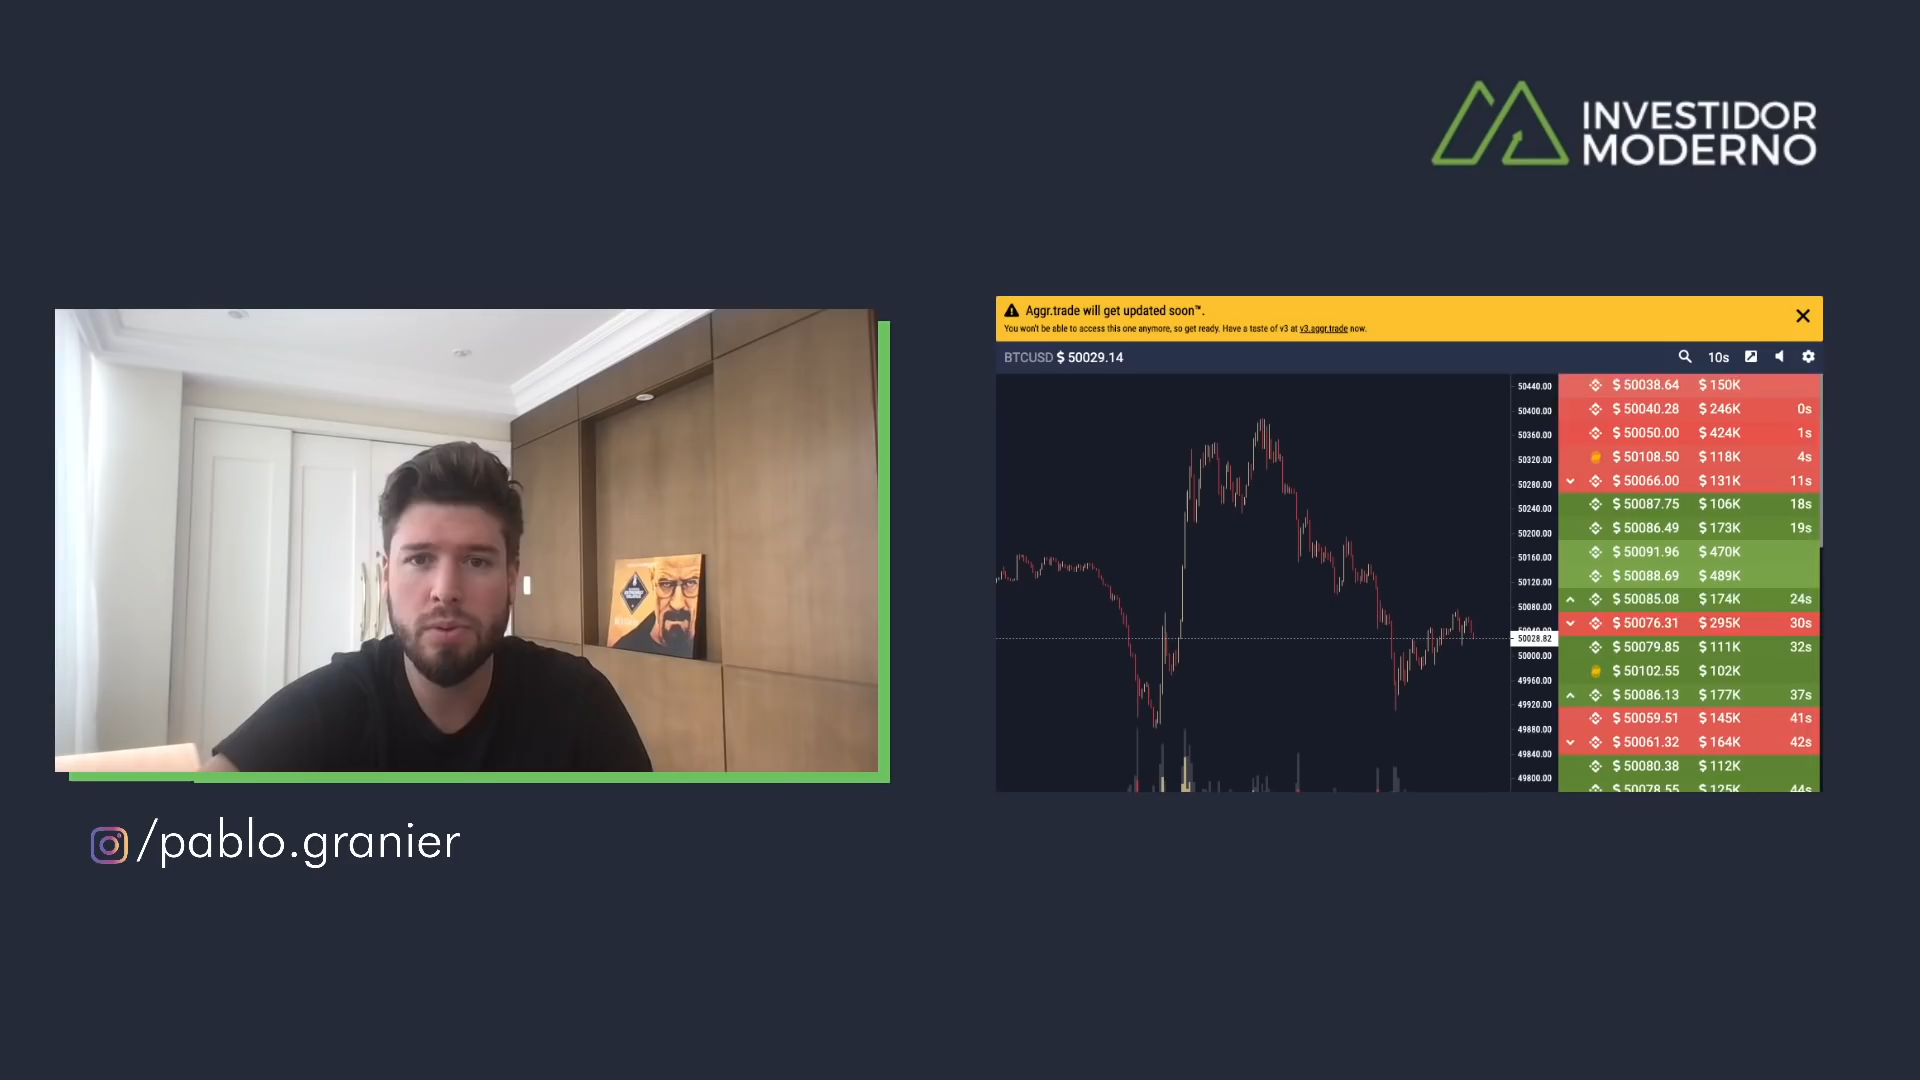 INVESTIDOR
MODERNO
Aggr.trade will get updated soon™.
You won't be able to access this one anymore, so get ready. Have a taste of v3 at v3.aggr.trade now.
BTCUSD $ 50029.14
10s
50440.00
50400.00
50360.00
50320.00
50280.00
50240.00
50200.00
50160.00
50120.00
50080.00
50028.82
50000.00
49960.00
49920.00
49880.00
49840.00
49800.00
$ 50038.64 $ 150K
$ 50040.28 $ 246K 0s
$ 50050.00 $ 424K 1s
$ 50108.50 $ 118K 4s
$ 50066.00 $ 131K 11s
$ 50087.75 $ 106K 18s
$ 50086.49 $ 173K 19s
$ 50091.96 $ 470K
$ 50088.69 $ 489K
$ 50085.08 $ 174K 24s
$ 50076.31 $ 295K 30s
$ 50079.85 $ 111K 32s
$ 50102.55 $ 102K
$ 50086.13 $ 177K 37s
$ 50059.51 $ 145K 41s
$ 50061.32 $ 164K 42s
$ 50080.38 $ 112K
$ 50078.55 $ 125K 44s
/pablo.granier